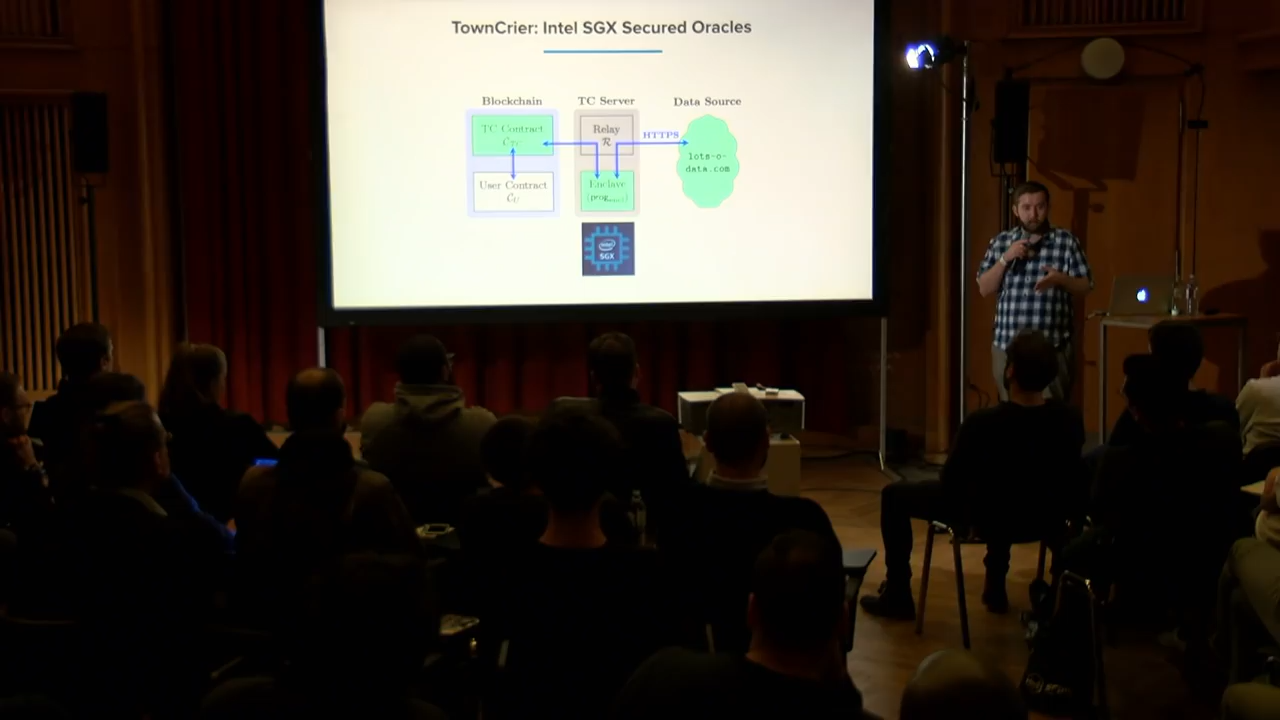 TownCrier: Intel SGX Secured Oracles
Blockchain
TC Server
Data Source
TC Contract
Relay
R
HTTPS
lots-o-
data.com
User Contract
Enclave
SGX